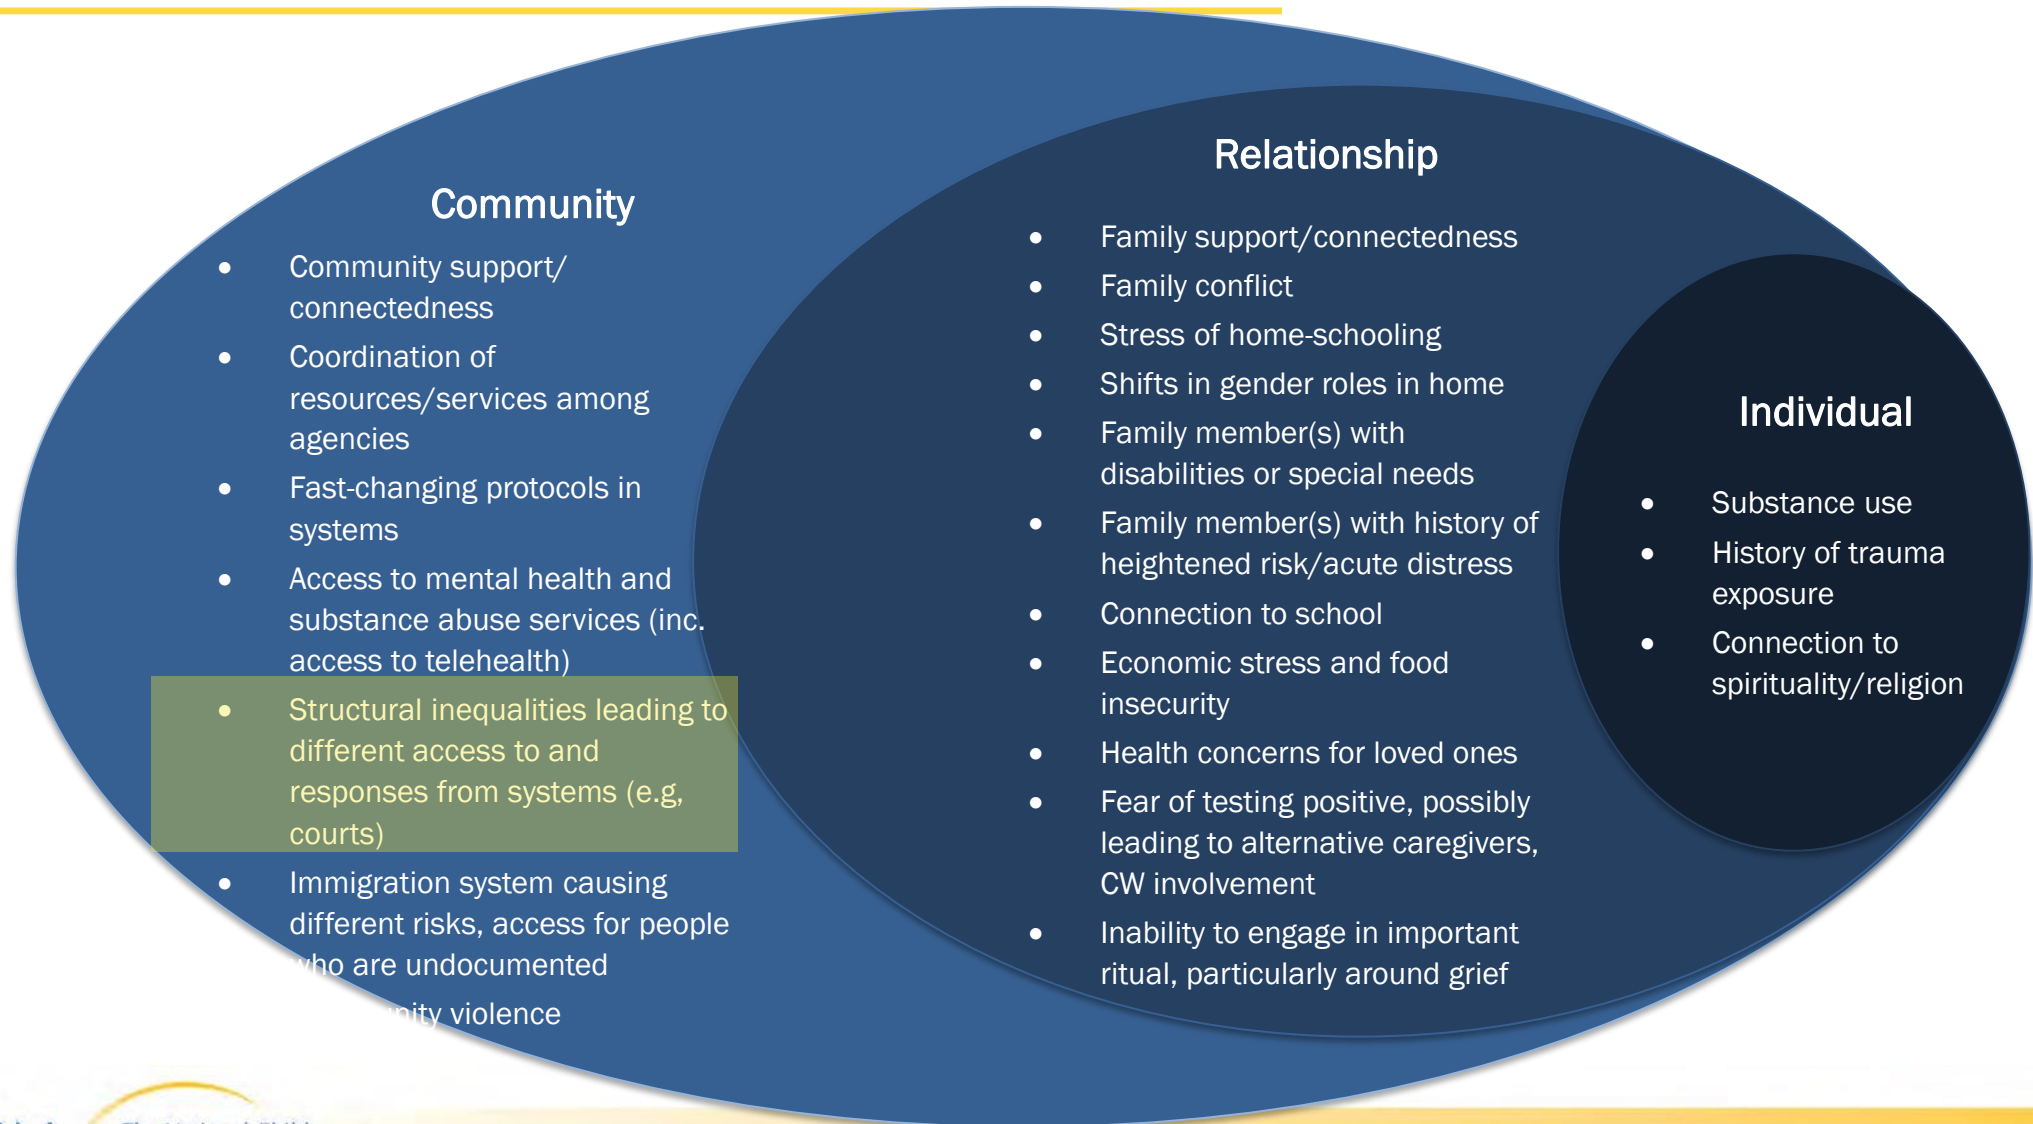 Community
• Community support/
connectedness
• Coordination of
resources/services among
agencies
• Fast-changing protocols in
systems
• Access to mental health and
substance abuse services (inc.
access to telehealth)
• Structural inequalities leading to
different access to and
responses from systems (e.g,
courts)
• Immigration system causing
different risks, access for people
who are undocumented
violence
Relationship
• Family support/connectedness
• Family conflict
• Stress of home-schooling
• Shifts in gender roles in home
• Family member(s) with
disabilities or special needs
• Family member(s) with history of
heightened risk/acute distress
• Connection to school
• Economic stress and food
insecurity
• Health concerns for loved ones
• Fear of testing positive, possibly
leading to alternative caregivers,
CW involvement
• Inability to engage in important
ritual, particularly around grief
Individual
• Substance use
• History of trauma
exposure
• Connection to
spirituality/religion